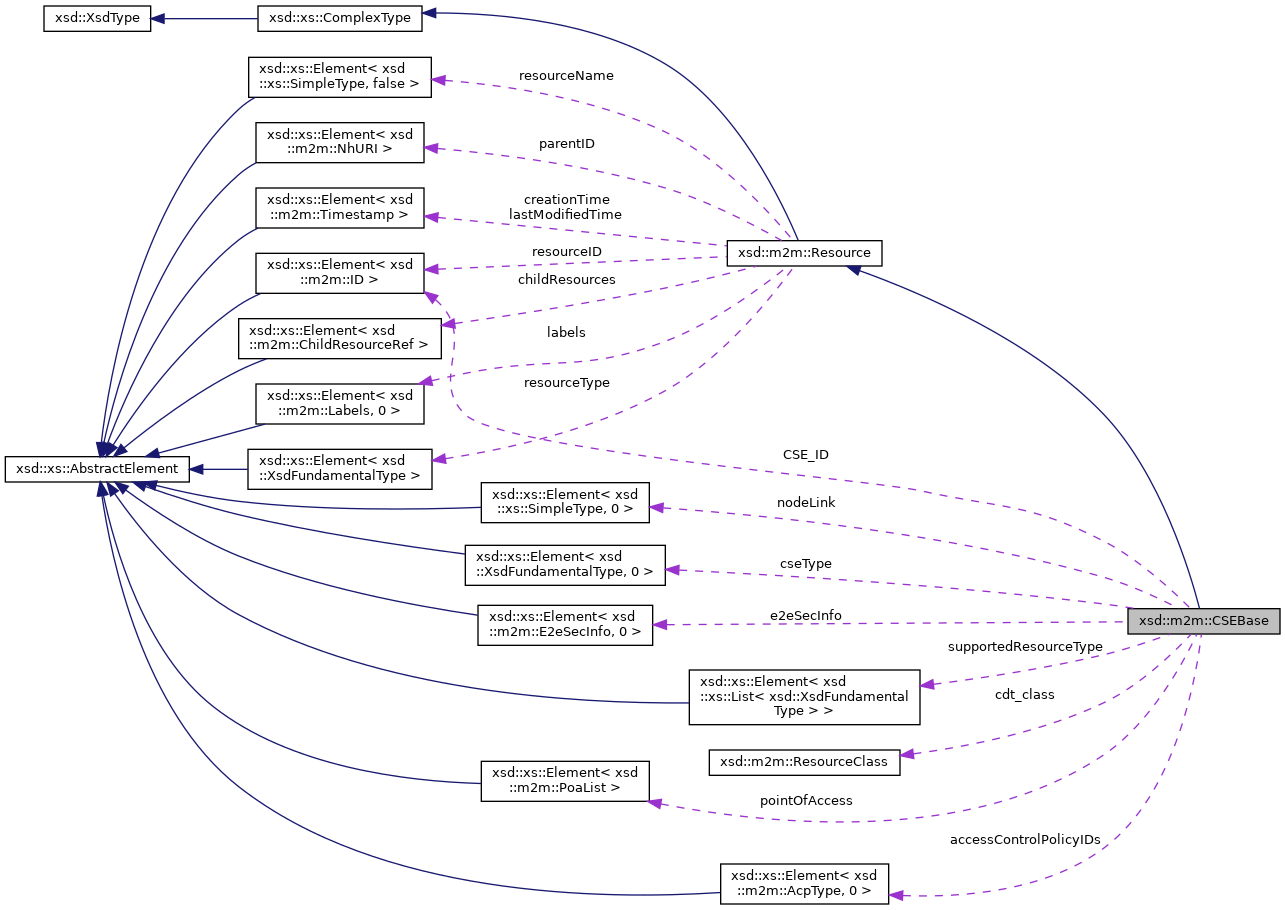 xsd::XsdType
xsd::xs::ComplexType
xsd::xs::Element< xsd
::xs::SimpleType, false >
resourceName
xsd::xs::Element< xsd
::m2m::NhURI >
parentID
xsd::xs::Element< xsd
::m2m::Timestamp >
creationTime
lastModifiedTime
xsd::m2m::Resource
xsd::xs::Element< xsd
::m2m::ID >
resourceID
childResources
xsd::xs::Element< xsd
::m2m::ChildResourceRef >
labels
xsd::xs::Element< xsd
::m2m::Labels, 0 >
resourceType
xsd::xs::AbstractElement
xsd::xs::Element< xsd
::XsdFundamentalType >
CSE_ID
xsd::xs::Element< xsd
::xs::SimpleType, 0 >
nodeLink
xsd::xs::Element< xsd
::XsdFundamentalType, 0 >
cseType
xsd::xs::Element< xsd
::m2m::E2eSecInfo, 0 >
e2eSecInfo
xsd::m2m::CSEBase
supportedResourceType
xsd::xs::Element< xsd
::xs::List< xsd::XsdFundamental
Type > >
cdt_class
xsd::m2m::ResourceClass
xsd::xs::Element< xsd
::m2m::PoaList >
pointOfAccess
accessControlPolicyIDs
xsd::xs::Element< xsd
::m2m::AcpType, 0 >